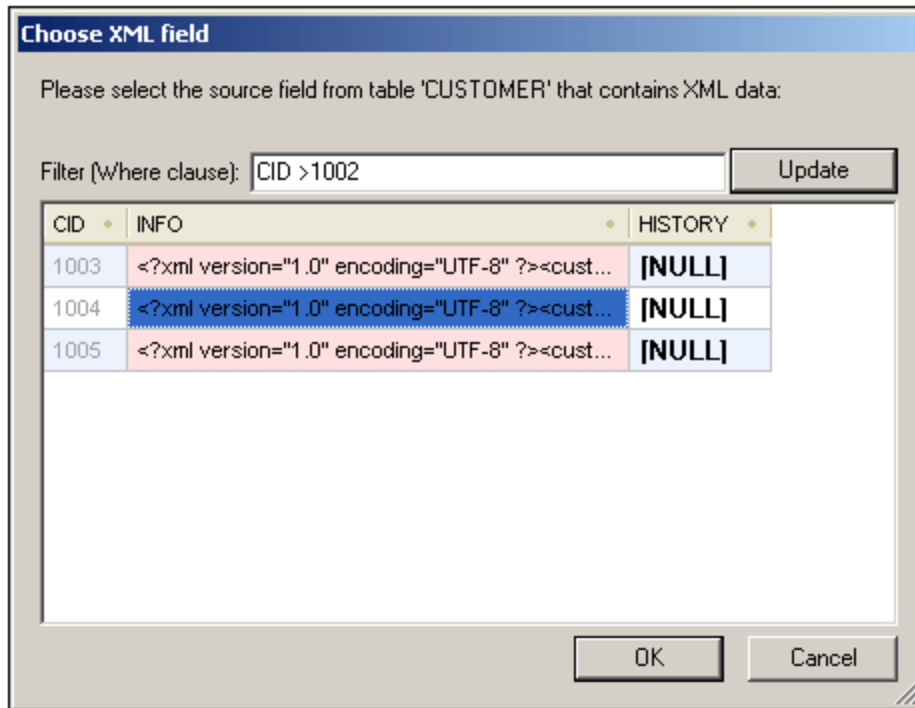 Choose XML field
Please select the source field from table 'CUSTOMER' that contains XML data:
Filter (Where clause): CID >1002 Update
CID INFO HISTORY
1003 <?xml version="1.0" encoding="UTF-8" ?><cust... [NULL]
1004 <?xml version="1.0" encoding="UTF-8" ?><cust... [NULL]
1005 <?xml version="1.0" encoding="UTF-8" ?><cust... [NULL]
OK Cancel